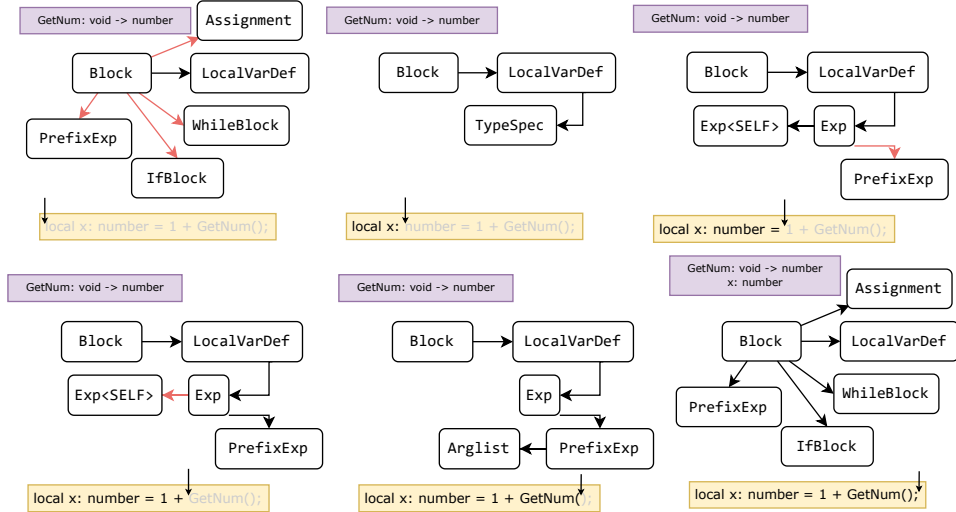 GetNum: void -> number
Assignment
Block
LocalVarDef
WhileBlock
PrefixExp
IfBlock
local x: number = 1 + GetNum();
GetNum: void -> number
Block
LocalVarDef
TypeSpec
local x: number = 1 + GetNum();
GetNum: void -> number
Block
LocalVarDef
Exp<SELF>
Exp
PrefixExp
local x: number = 1 + GetNum();
GetNum: void -> number
Block
LocalVarDef
Exp<SELF>
Exp
PrefixExp
local x: number = 1 + GetNum();
GetNum: void -> number
Block
LocalVarDef
Exp
Arglist
PrefixExp
local x: number = 1 + GetNum();
GetNum: void -> number
x: number
Assignment
Block
LocalVarDef
WhileBlock
PrefixExp
IfBlock
local x: number = 1 + GetNum();